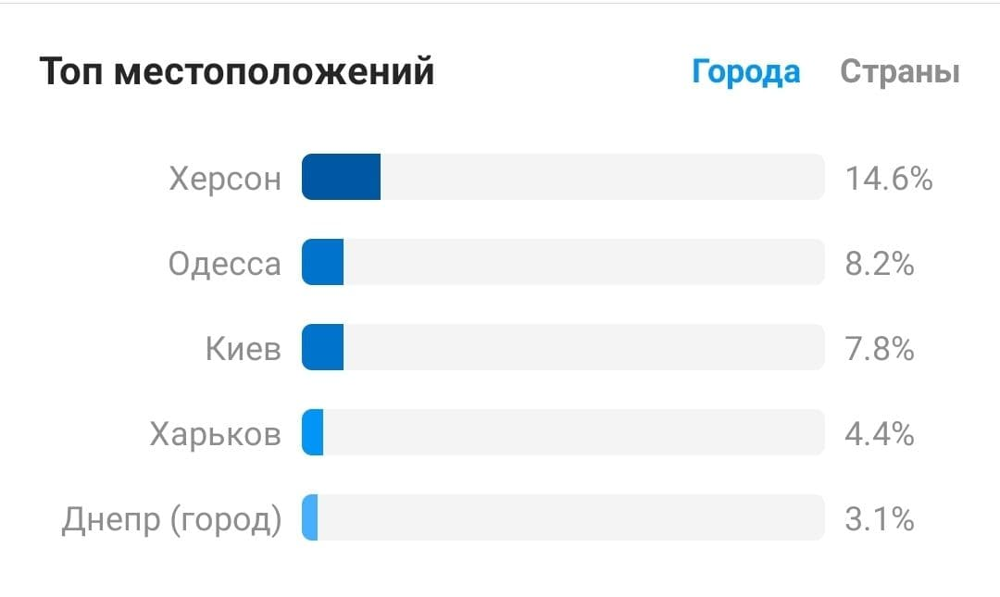 Топ местоположений Города Страны
Херсон 14.6%
Одесса 8.2%
Киев 7.8%
Харьков 4.4%
Днепр (город) 3.1%